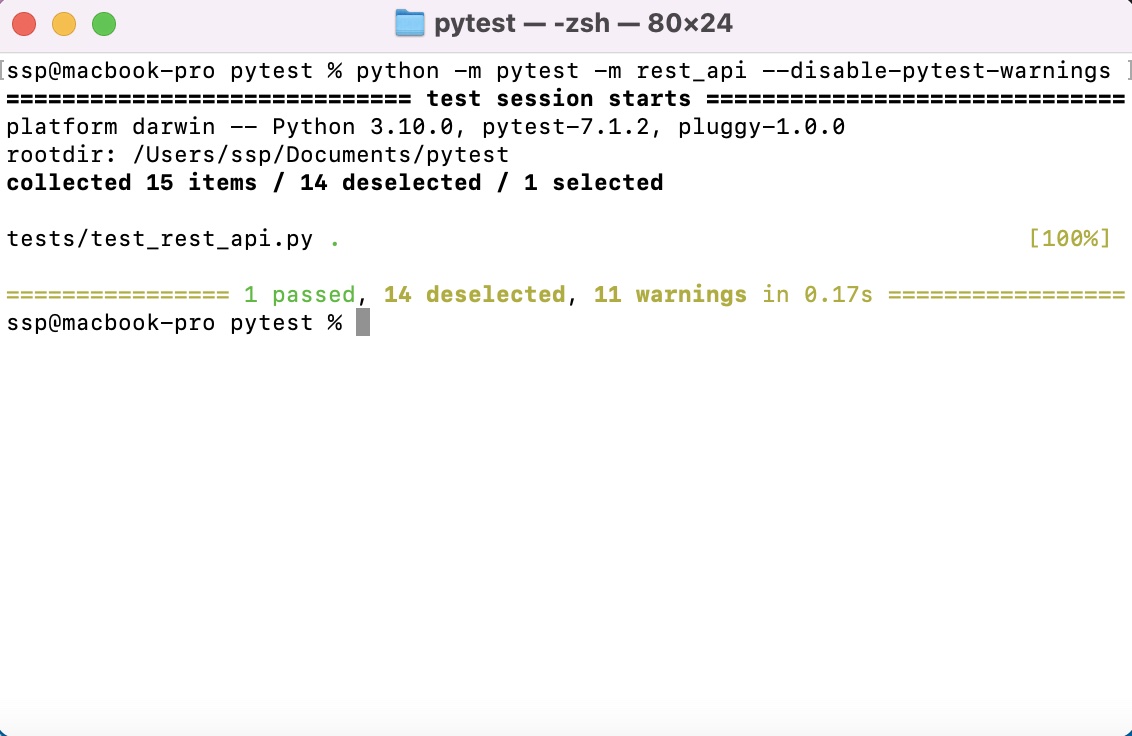 pytest — -zsh — 80×24
[ssp@macbook-pro pytest % python -m pytest -m rest_api --disable-pytest-warnings ]
============================= test session starts ==============================
platform darwin -- Python 3.10.0, pytest-7.1.2, pluggy-1.0.0
rootdir: /Users/ssp/Documents/pytest
collected 15 items / 14 deselected / 1 selected
tests/test_rest_api.py . [100%]
================ 1 passed, 14 deselected, 11 warnings in 0.17s =================
ssp@macbook-pro pytest %